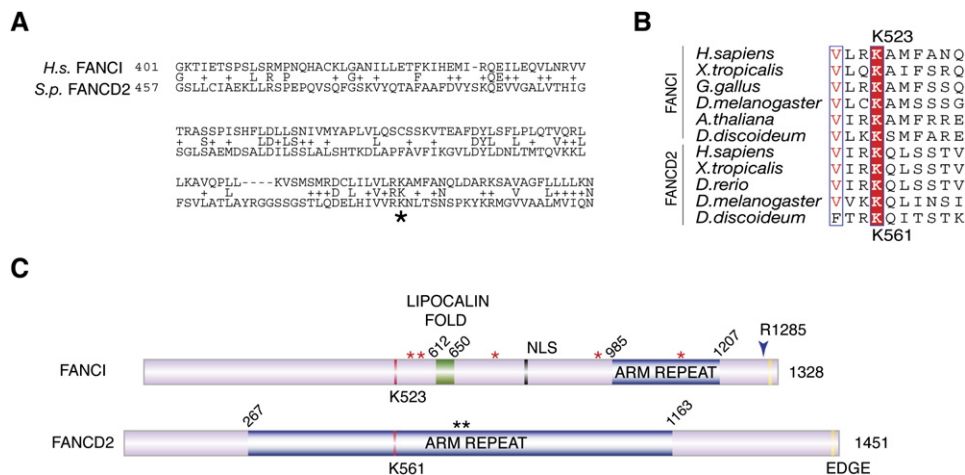 A
H.s. FANCI 401 GKTIETSPSLSRMPNQHACKLGANILLETFKIHEMI-RQEILEQVLNRVV
G + + L R P + +G+ + F + + +QE+ + + + +
S.p. FANCD2 457 GSLLCIAEKLLRSPEPQVSQFGSKVYQTAFAAFDVYSKQEVVGALVTHIG
TRASSPISHFLDLLSNIVMYAPLVLQSCSSKVTEAFDYLSFLPLQTVQRL
+ S+ + LD+LS++ + L + + V + DYL L +V+++L
SGLSAEMDSALDILSSLALSHTKDLAPFAVFIKGVLDYLDNLTMTQVKKL
LKAVQPLL----KVSMSMRDCLILVLRKAMFANQLDARKSAVAGFLLLLKN
+ L +++D L +V+RK + +N + + + +G + +++ +N
FSVLATLAYRGGSSGSTLQDELHIVVRKNLTSNSPKYKRMGVVAALMVIQN
*
B
K523
FANCI
H.sapiens VLRKAMFANQ
X.tropicalis VLQKAIFSRQ
G.gallus VLRKAMFSSQ
D.melanogaster VLCKAMSSSG
A.thaliana VIRKAMFRRE
D.discoideum VLKKSMFARE
FANCD2
H.sapiens VIRKQLSSTV
X.tropicalis VIRKQLSSTV
D.rerio VIRKQLSSTV
D.melanogaster VVKKQLINSI
D.discoideum FTRKQITSTK
K561
C
LIPOCALIN
FOLD
R1285
* * 612 650 * NLS * 985 * 1207
FANCI ARM REPEAT 1328
K523
267 ** 1163
FANCD2 ARM REPEAT 1451
K561 EDGE